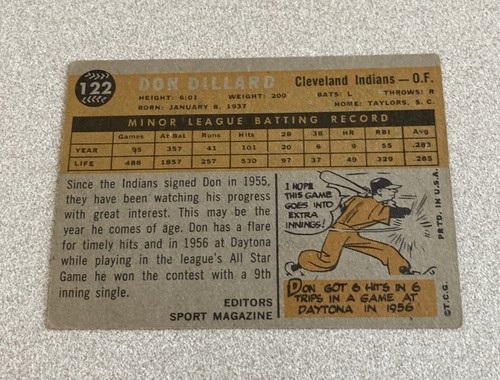 122
DON DILLARD
Cleveland Indians — O.F.
HEIGHT: 6:01 WEIGHT: 200 BATS: L THROWS: R
BORN: JANUARY 8, 1937 HOME: TAYLORS, S. C.
MINOR LEAGUE BATTING RECORD
Games At Bat Runs Hits 2B 3B HR RBI Avg
YEAR 95 357 41 101 20 6 9 55 .283
LIFE 488 1857 257 530 97 37 49 329 .285
Since the Indians signed Don in 1955,
they have been watching his progress
with great interest. This may be the
year he comes of age. Don has a flare
for timely hits and in 1956 at Daytona
while playing in the league's All Star
Game he won the contest with a 9th
inning single.
EDITORS
SPORT MAGAZINE
I HOPE
THIS GAME
GOES INTO
EXTRA
INNINGS!
DON GOT 6 HITS IN 6
TRIPS IN A GAME AT
DAYTONA IN 1956
©T.C.G. PRTD. IN U.S.A.